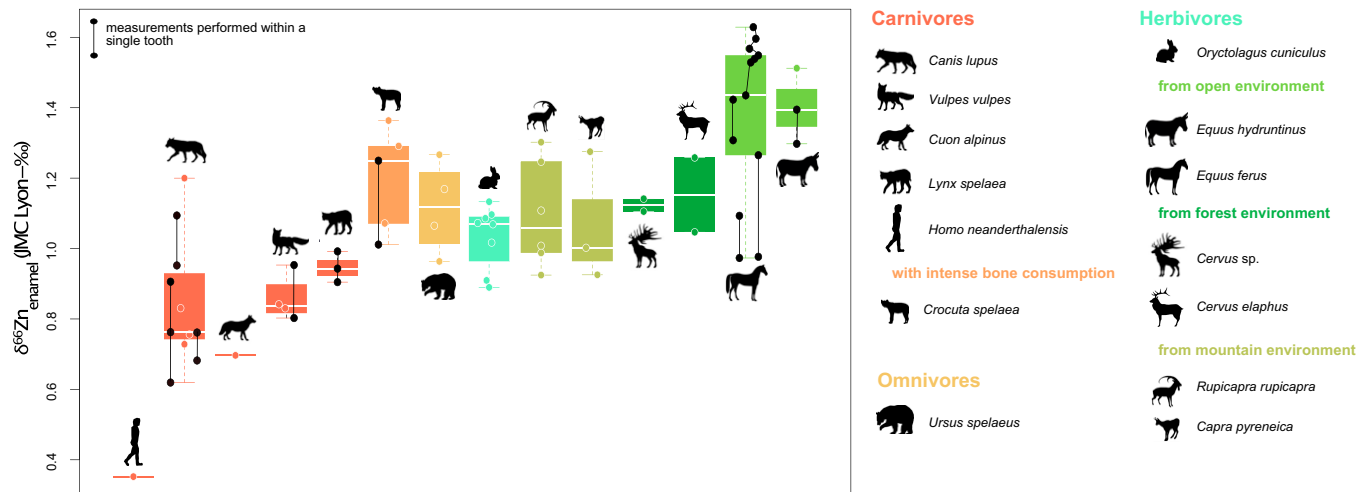 measurements performed within a
single tooth
δ66Znenamel (JMC Lyon–‰)
1.6
1.4
1.2
1.0
0.8
0.6
0.4
Carnivores
Canis lupus
Vulpes vulpes
Cuon alpinus
Lynx spelaea
Homo neanderthalensis
with intense bone consumption
Crocuta spelaea
Omnivores
Ursus spelaeus
Herbivores
Oryctolagus cuniculus
from open environment
Equus hydruntinus
Equus ferus
from forest environment
Cervus sp.
Cervus elaphus
from mountain environment
Rupicapra rupicapra
Capra pyreneica